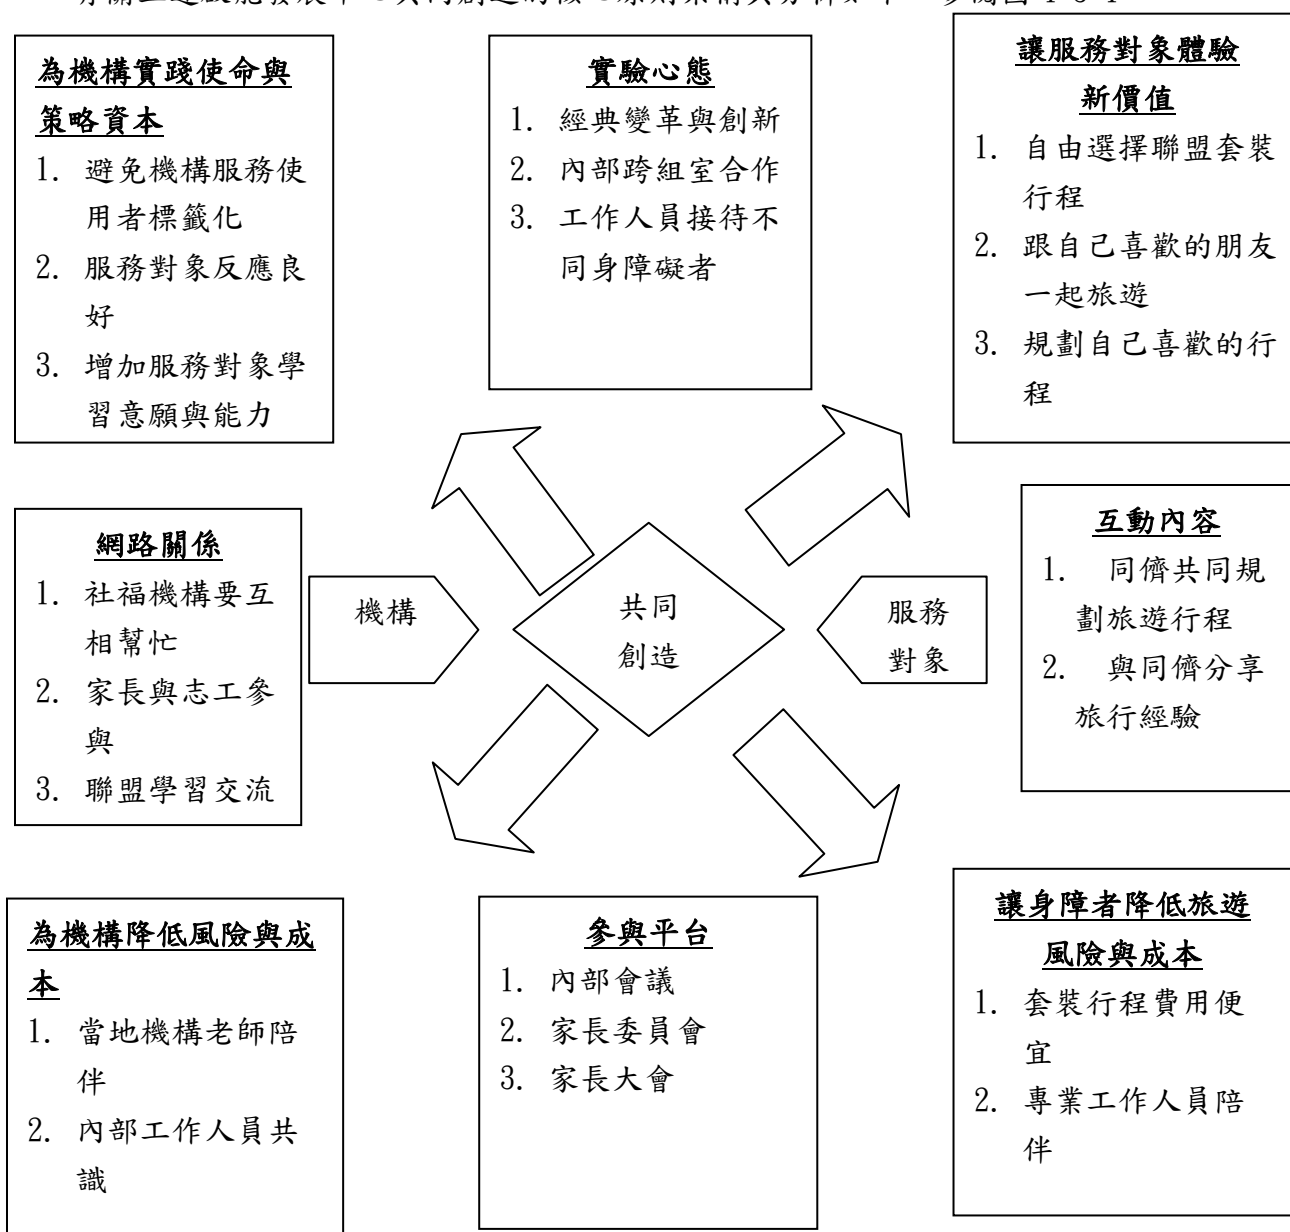 為機構實踐使命與
策略資本
1. 避免機構服務使
用者標籤化
2. 服務對象反應良
好
3. 增加服務對象學
習意願與能力
實驗心態
1. 經典變革與創新
2. 內部跨組室合作
3. 工作人員接待不
同身障礙者
讓服務對象體驗
新價值
1. 自由選擇聯盟套裝
行程
2. 跟自己喜歡的朋友
一起旅遊
3. 規劃自己喜歡的行
程
網路關係
1. 社福機構要互
相幫忙
2. 家長與志工參
與
3. 聯盟學習交流
機構
共同
創造
服務
對象
互動內容
1. 同儕共同規
劃旅遊行程
2. 與同儕分享
旅行經驗
為機構降低風險與成
本
1. 當地機構老師陪
伴
2. 內部工作人員共
識
參與平台
1. 內部會議
2. 家長委員會
3. 家長大會
讓身障者降低旅遊
風險與成本
1. 套裝行程費用便
宜
2. 專業工作人員陪
伴